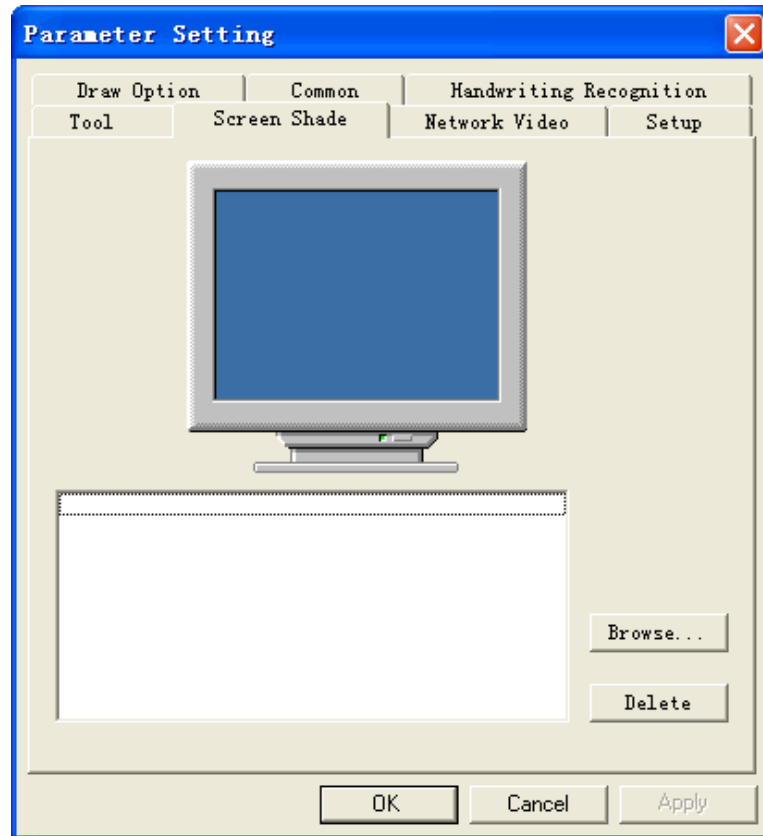 Parameter Setting
Draw Option Common Handwriting Recognition
Tool Screen Shade Network Video Setup
Browse...
Delete
OK Cancel Apply